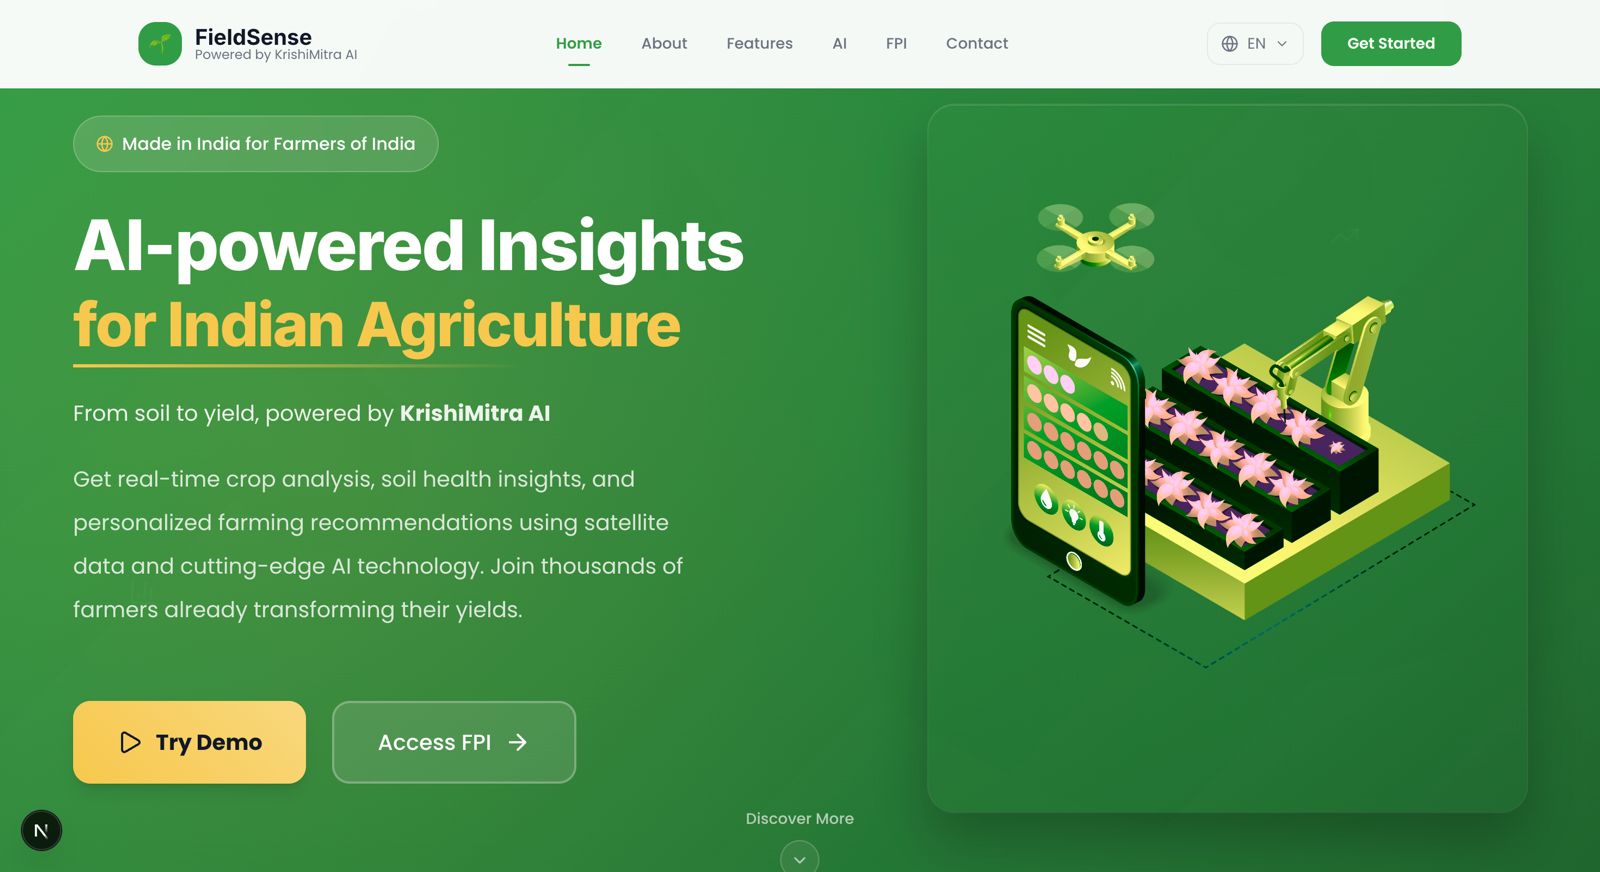 FieldSense
Powered by KrishiMitra AI
Home
About
Features
AI
FPI
Contact
EN
Get Started
Made in India for Farmers of India
AI-powered Insights
for Indian Agriculture
From soil to yield, powered by KrishiMitra AI
Get real-time crop analysis, soil health insights, and
personalized farming recommendations using satellite
data and cutting-edge AI technology. Join thousands of
farmers already transforming their yields.
Try Demo
Access FPI
Discover More
N